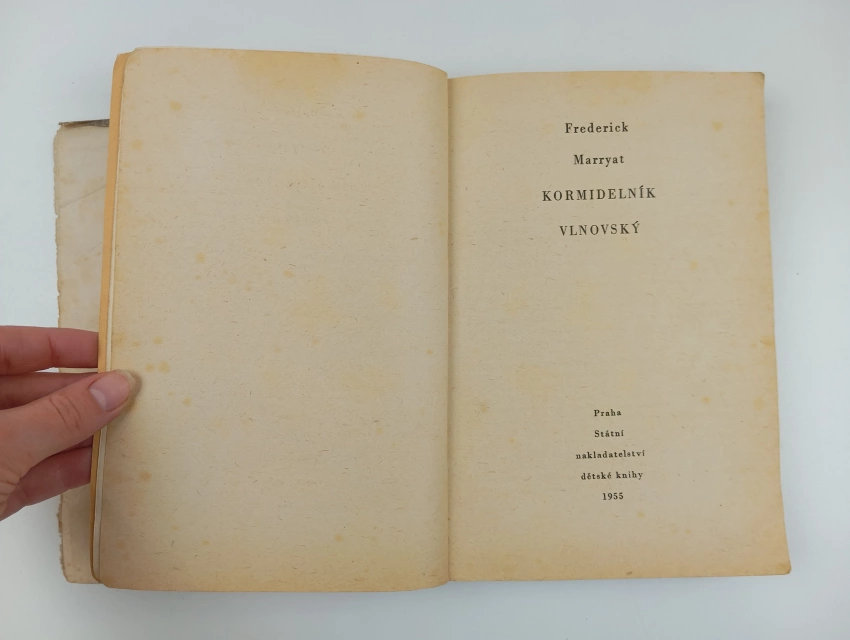 Frederick
Marryat
KORMIDELNÍK
VLNOVSKÝ
Praha
Státní
nakladatelství
dětské knihy
1955